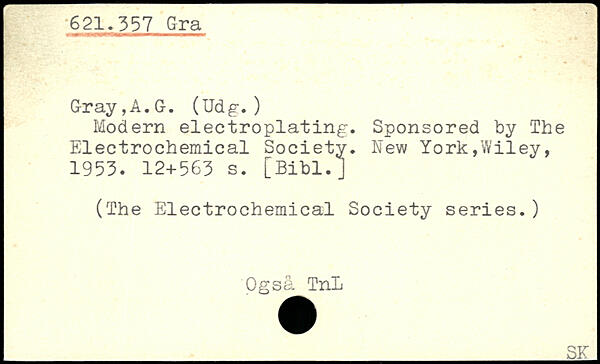 621.357 Gra
Gray,A.G. (Udg.)
Modern electroplating. Sponsored by The
Electrochemical Society. New York,Wiley,
1953. 12+563 s. [Bibl.]
(The Electrochemical Society series.)
Også TnL
SK